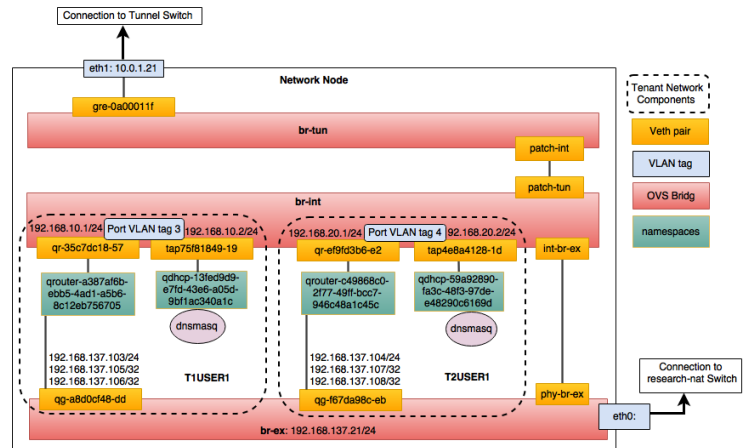 Connection to Tunnel Switch
eth1: 10.0.1.21
Network Node
gre-0a00011f
br-tun
patch-int
patch-tun
br-int
192.168.10.1/24
Port VLAN tag 3
192.168.10.2/24
qr-35c7dc18-57
tap75f81849-19
qrouter-a387af6b-
ebb5-4ad1-a5b6-
8c12eb756705
qdhcp-13fed9d9-
e7fd-43e6-a05d-
9bf1ac340a1c
dnsmasq
192.168.137.103/24
192.168.137.105/32
192.168.137.106/32
T1USER1
qg-a8d0cf48-dd
192.168.20.1/24
Port VLAN tag 4
192.168.20.2/24
qr-ef9fd3b6-e2
tap4e8a4128-1d
qrouter-c49868c0-
2f77-49ff-bcc7-
946c48a1c45c
qdhcp-59a92890-
fa3c-48f3-97de-
e48290c6169d
dnsmasq
192.168.137.104/24
192.168.137.107/32
192.168.137.108/32
T2USER1
qg-f67da98c-eb
int-br-ex
phy-br-ex
br-ex: 192.168.137.21/24
eth0:
Connection to
research-nat Switch
Tenant Network
Components
Veth pair
VLAN tag
OVS Bridg
namespaces